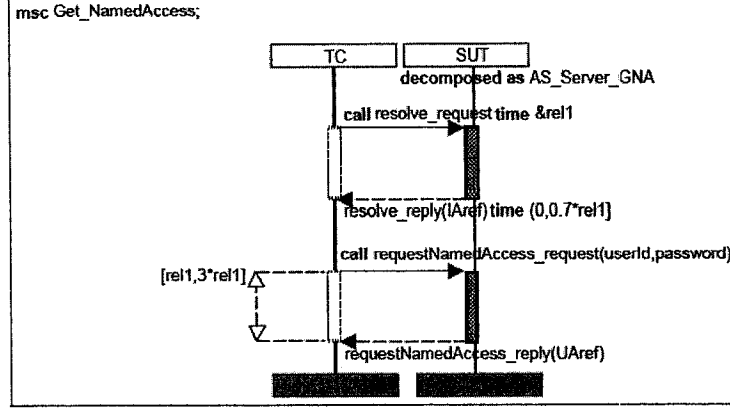 msc Get_NamedAccess;
TC
SUT
decomposed as AS_Server_GNA
call resolve_request time &rel1
resolve_reply(IAref) time (0,0.7*rel1]
call requestNamedAccess_request(userId,password)
[rel1,3*rel1]
requestNamedAccess_reply(UAref)